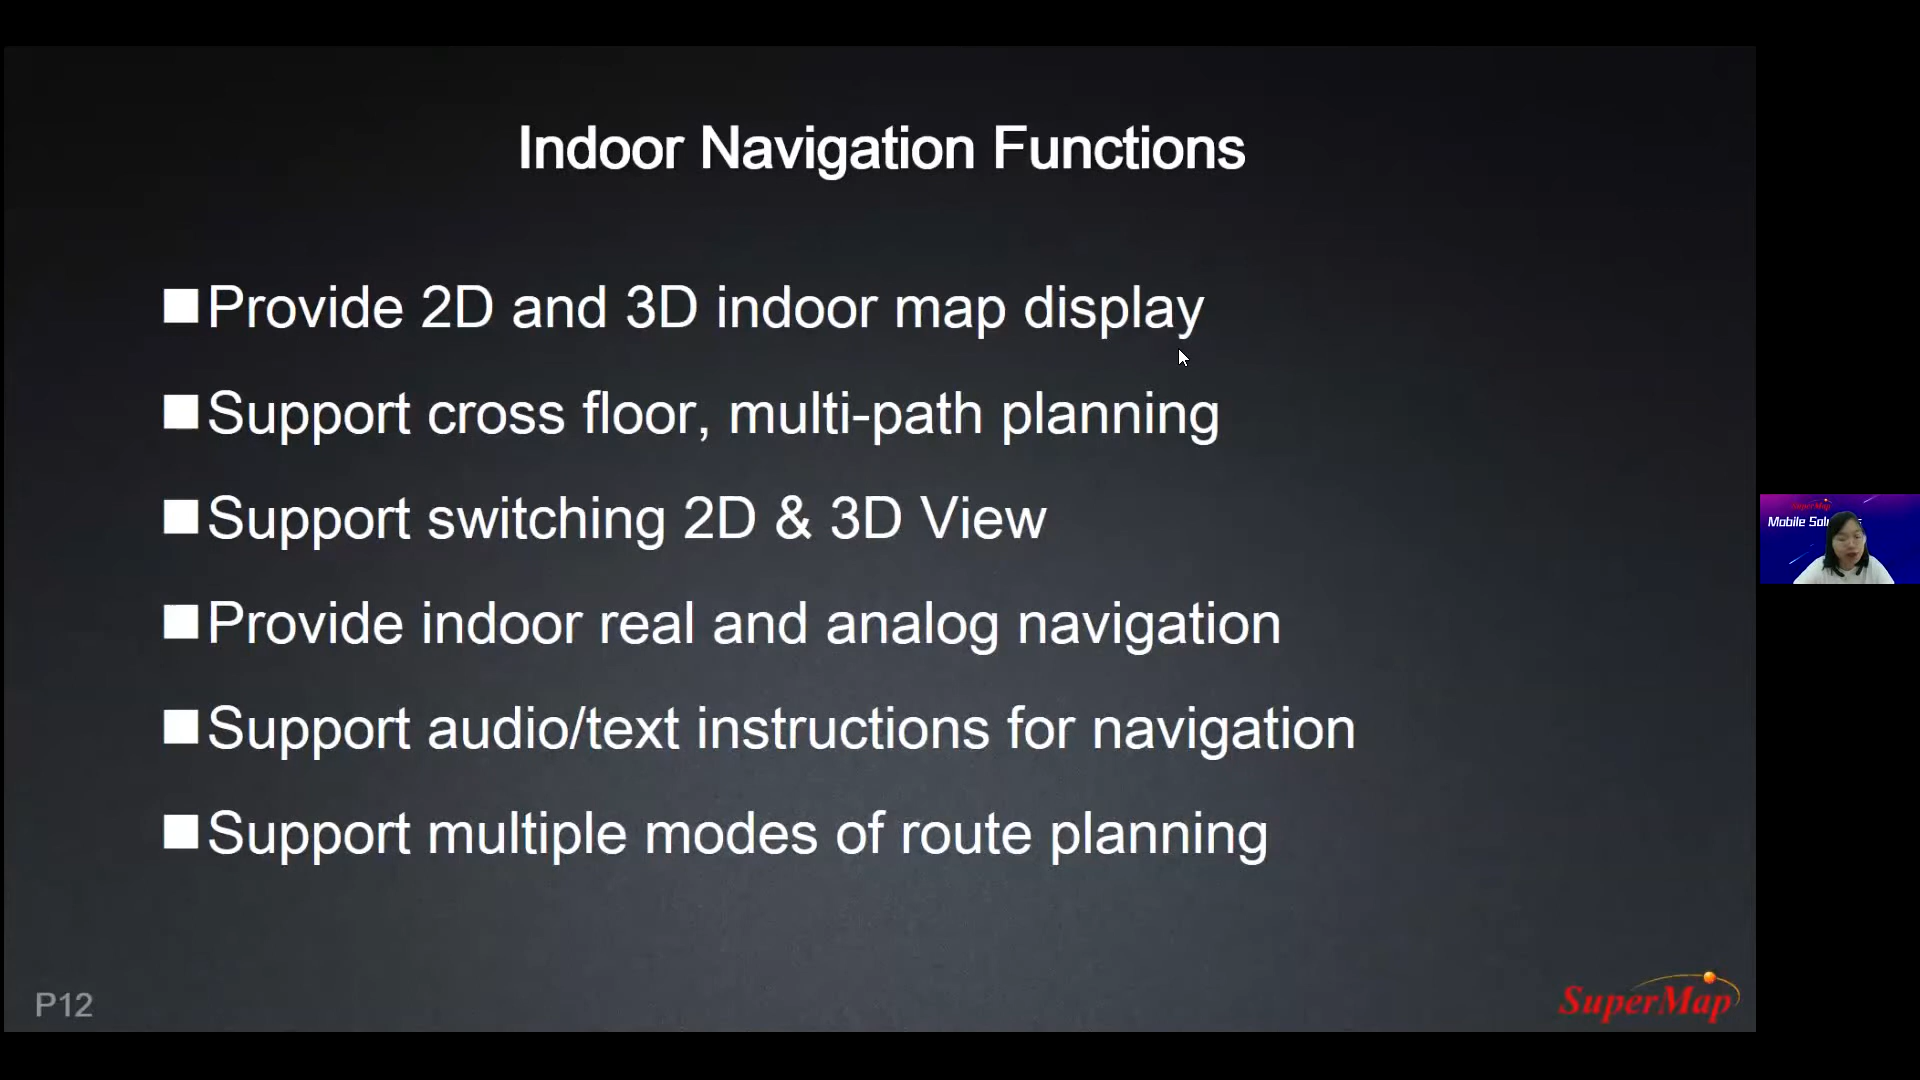 Indoor Navigation Functions
Provide 2D and 3D indoor map display
Support cross floor, multi-path planning
Support switching 2D & 3D View
Provide indoor real and analog navigation
Support audio/text instructions for navigation
Support multiple modes of route planning
P12
SuperMap
SuperMap
Mobile